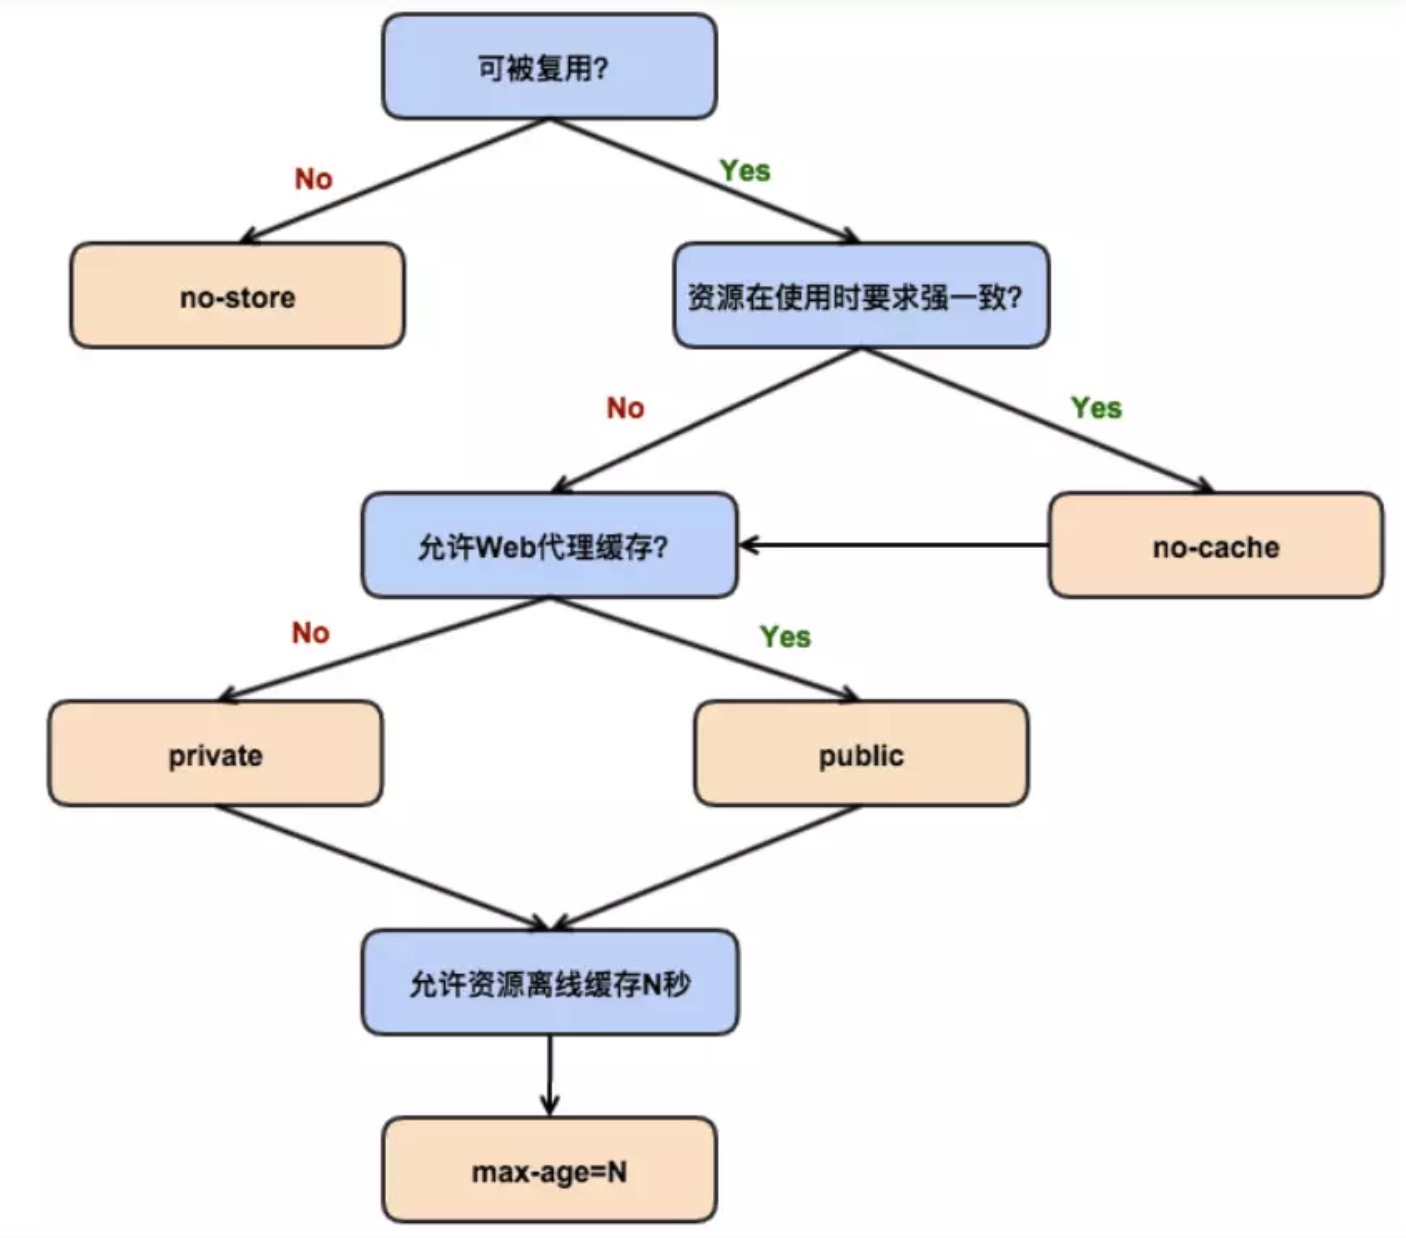 可被复用?
No
Yes
no-store
资源在使用时要求强一致?
No
Yes
允许Web代理缓存?
no-cache
No
Yes
private
public
允许资源离线缓存N秒
max-age=N